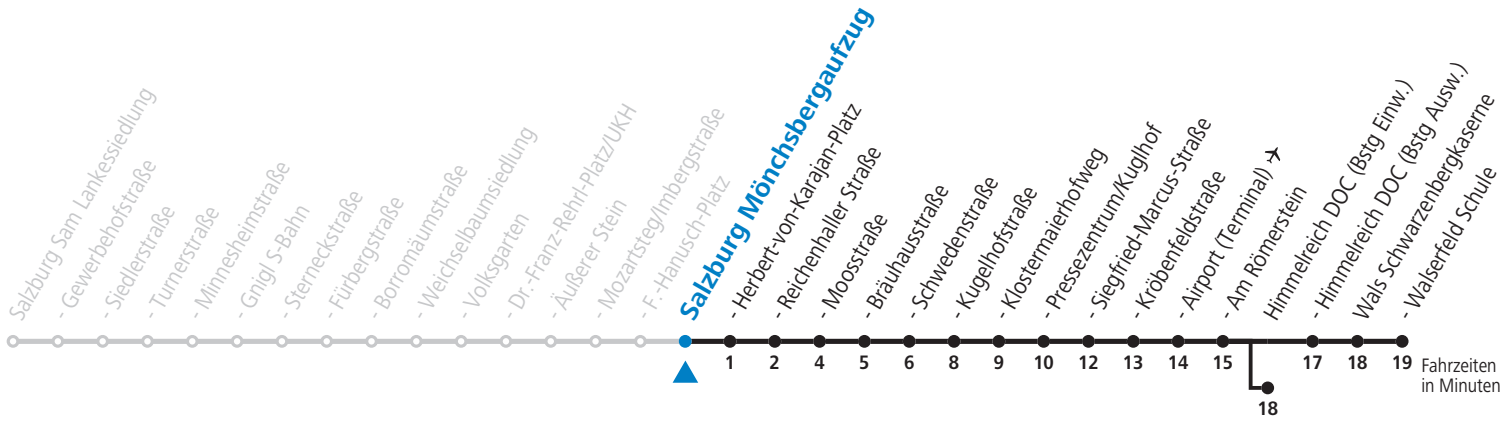 Salzburg Sam Lankessiedlung
- Gewerbehofstraße
- Siedlerstraße
- Turnerstraße
- Minnesheimstraße
- Gnigl S-Bahn
- Sterneckstraße
- Fürbergstraße
- Borromäumstraße
- Weichselbaumsiedlung
- Volksgarten
- Dr.-Franz-Rehrl-Platz/UKH
- Äußerer Stein
- Mozartsteg/Imbergstraße
- F.-Hanusch-Platz
Salzburg Mönchsbergaufzug
- Herbert-von-Karajan-Platz
- Reichenhaller Straße
- Moosstraße
- Bräuhausstraße
- Schwedenstraße
- Kugelhofstraße
- Klostermaierhofweg
- Pressezentrum/Kuglhof
- Siegfried-Marcus-Straße
- Kröbenfeldstraße
- Airport (Terminal)
- Am Römerstein
Himmelreich DOC (Bstg Einw.)
- Himmelreich DOC (Bstg Ausw.)
Wals Schwarzenbergkaserne
- Walserfeld Schule
1 2 4 5 6 8 9 10 12 13 14 15 17 18 19
18
Fahrzeiten
in Minuten